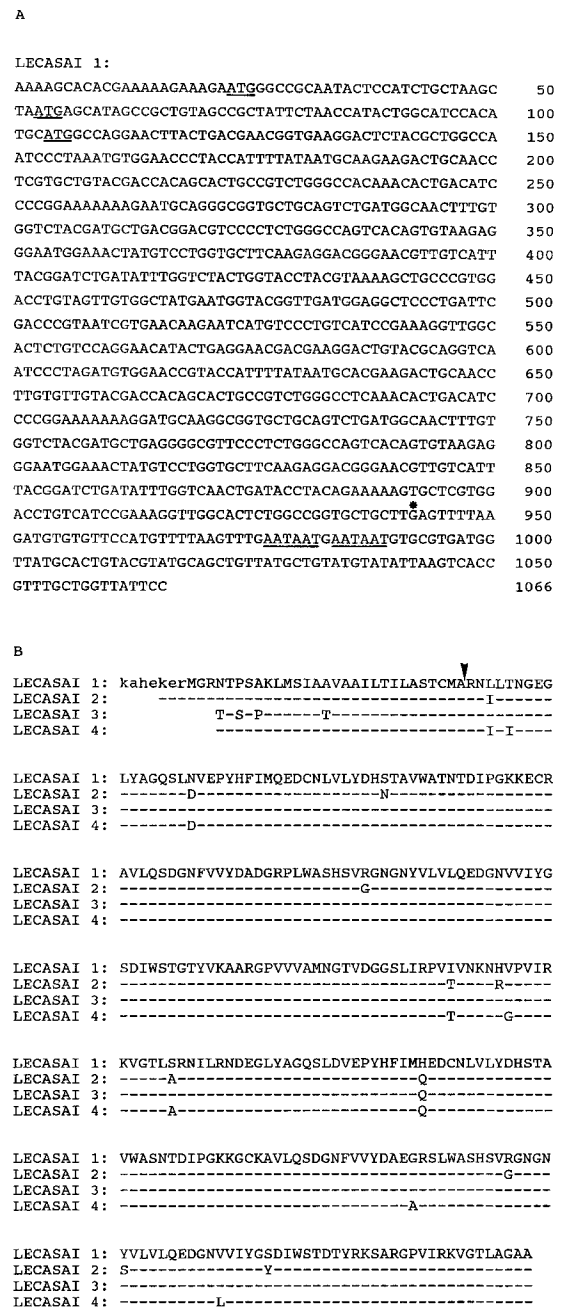 A
LECASAI 1:
AAAAGCACACGAAAAAGAAAGAATGGGCCGCAATACTCCATCTGCTAAGC 50
TAATGAGCATAGCCGCTGTAGCCGCTATTCTAACCATACTGGCATCCACA 100
TGCATGGCCAGGAACTTACTGACGAACGGTGAAGGACTCTACGCTGGCCA 150
ATCCCTAAATGTGGAACCCTACCATTTTATAATGCAAGAAGACTGCAACC 200
TCGTGCTGTACGACCACAGCACTGCCGTCTGGGCCACAAACACTGACATC 250
CCCGGAAAAAAAGAATGCAGGGCGGTGCTGCAGTCTGATGGCAACTTTGT 300
GGTCTACGATGCTGACGGACGTCCCCTCTGGGCCAGTCACAGTGTAAGAG 350
GGAATGGAAACTATGTCCTGGTGCTTCAAGAGGACGGGAACGTTGTCATT 400
TACGGATCTGATATTTGGTCTACTGGTACCTACGTAAAAGCTGCCCGTGG 450
ACCTGTAGTTGTGGCTATGAATGGTACGGTTGATGGAGGCTCCCTGATTC 500
GACCCGTAATCGTGAACAAGAATCATGTCCCTGTCATCCGAAAGGTTGGC 550
ACTCTGTCCAGGAACATACTGAGGAACGACGAAGGACTGTACGCAGGTCA 600
ATCCCTAGATGTGGAACCGTACCATTTTATAATGCACGAAGACTGCAACC 650
TTGTGTTGTACGACCACAGCACTGCCGTCTGGGCCTCAAACACTGACATC 700
CCCGGAAAAAAAGGATGCAAGGCGGTGCTGCAGTCTGATGGCAACTTTGT 750
GGTCTACGATGCTGAGGGGCGTTCCCTCTGGGCCAGTCACAGTGTAAGAG 800
GGAATGGAAACTATGTCCTGGTGCTTCAAGAGGACGGGAACGTTGTCATT 850
TACGGATCTGATATTTGGTCAACTGATACCTACAGAAAAAGTGCTCGTGG 900
*
ACCTGTCATCCGAAAGGTTGGCACTCTGGCCGGTGCTGCTTGAGTTTTAA 950
GATGTGTGTTCCATGTTTTAAGTTTGAATAATGAATAATGTGCGTGATGG 1000
TTATGCACTGTACGTATGCAGCTGTTATGCTGTATGTATATTAAGTCACC 1050
GTTTGCTGGTTATTCC 1066
B
LECASAI 1: kahekerMGRNTPSAKLMSIAAVAAILTILASTCMARNLLTNGEG
LECASAI 2: ----------------------------------I------
LECASAI 3: T-S-P------T-----------------------
LECASAI 4: ----------------------------I-I----
LECASAI 1: LYAGQSLNVEPYHFIMQEDCNLVLYDHSTAVWATNTDIPGKKECR
LECASAI 2: -------D-------------------N-----------------
LECASAI 3: ---------------------------------------------
LECASAI 4: -------D-------------------------------------
LECASAI 1: AVLQSDGNFVVYDADGRPLWASHSVRGNGNYVLVLQEDGNVVIYG
LECASAI 2: -------------------------G-------------------
LECASAI 3: ---------------------------------------------
LECASAI 4: ---------------------------------------------
LECASAI 1: SDIWSTGTYVKAARGPVVVAMNGTVDGGSLIRPVIVNKNHVPVIR
LECASAI 2: ----------------------------------T----R-----
LECASAI 3: ---------------------------------------------
LECASAI 4: ----------------------------------T-----G----
LECASAI 1: KVGTLSRNILRNDEGLYAGQSLDVEPYHFIMHEDCNLVLYDHSTA
LECASAI 2: -----A-------------------------Q-------------
LECASAI 3: -------------------------------Q-------------
LECASAI 4: -----A-------------------------Q-------------
LECASAI 1: VWASNTDIPGKKGCKAVLQSDGNFVVYDAEGRSLWASHSVRGNGN
LECASAI 2: ----------------------------------------G----
LECASAI 3: ---------------------------------------------
LECASAI 4: ------------------------------A--------------
LECASAI 1: YVLVLQEDGNVVIYGSDIWSTDTYRKSARGPVIRKVGTLAGAA
LECASAI 2: S--------------Y---------------------------
LECASAI 3: -------------------------------------------
LECASAI 4: ----------L--------------------------------